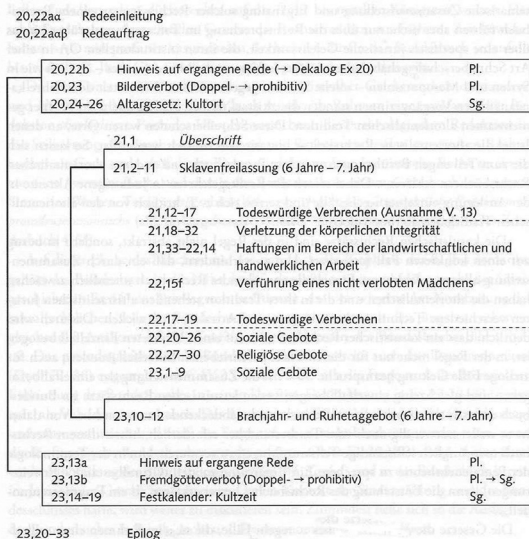 20,22aα Redeeinleitung
20,22aαβ Redeauftrag
20,22b Hinweis auf ergangene Rede (→ Dekalog Ex 20) Pl.
20,23 Bilderverbot (Doppel- → prohibitiv) Pl.
20,24–26 Altargesetz: Kultort Sg.
21,1 Überschrift
21,2–11 Sklavenfreilassung (6 Jahre – 7. Jahr)
21,12–17 Todeswürdige Verbrechen (Ausnahme V. 13)
21,18–32 Verletzung der körperlichen Integrität
21,33–22,14 Haftungen im Bereich der landwirtschaftlichen und
handwerklichen Arbeit
22,15f Verführung eines nicht verlobten Mädchens
22,17–19 Todeswürdige Verbrechen
22,20–26 Soziale Gebote
22,27–30 Religiöse Gebote
23,1–9 Soziale Gebote
23,10–12 Brachjahr- und Ruhetaggebot (6 Jahre – 7. Jahr)
23,13a Hinweis auf ergangene Rede Pl.
23,13b Fremdgötterverbot (Doppel- → prohibitiv) Pl. → Sg.
23,14–19 Festkalender: Kultzeit Sg.
23,20–33 Epilog